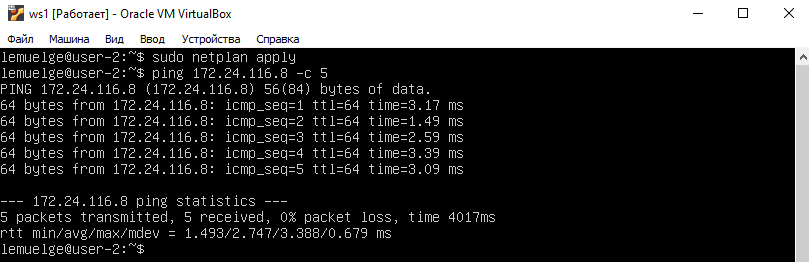 ws1 [Работает] - Oracle VM VirtualBox
Файл Машина Вид Ввод Устройства Справка
lemuelge@user-2:~$ sudo netplan apply
lemuelge@user-2:~$ ping 172.24.116.8 -c 5
PING 172.24.116.8 (172.24.116.8) 56(84) bytes of data.
64 bytes from 172.24.116.8: icmp_seq=1 ttl=64 time=3.17 ms
64 bytes from 172.24.116.8: icmp_seq=2 ttl=64 time=1.49 ms
64 bytes from 172.24.116.8: icmp_seq=3 ttl=64 time=2.59 ms
64 bytes from 172.24.116.8: icmp_seq=4 ttl=64 time=3.39 ms
64 bytes from 172.24.116.8: icmp_seq=5 ttl=64 time=3.09 ms
--- 172.24.116.8 ping statistics ---
5 packets transmitted, 5 received, 0% packet loss, time 4017ms
rtt min/avg/max/mdev = 1.493/2.747/3.388/0.679 ms
lemuelge@user-2:~$